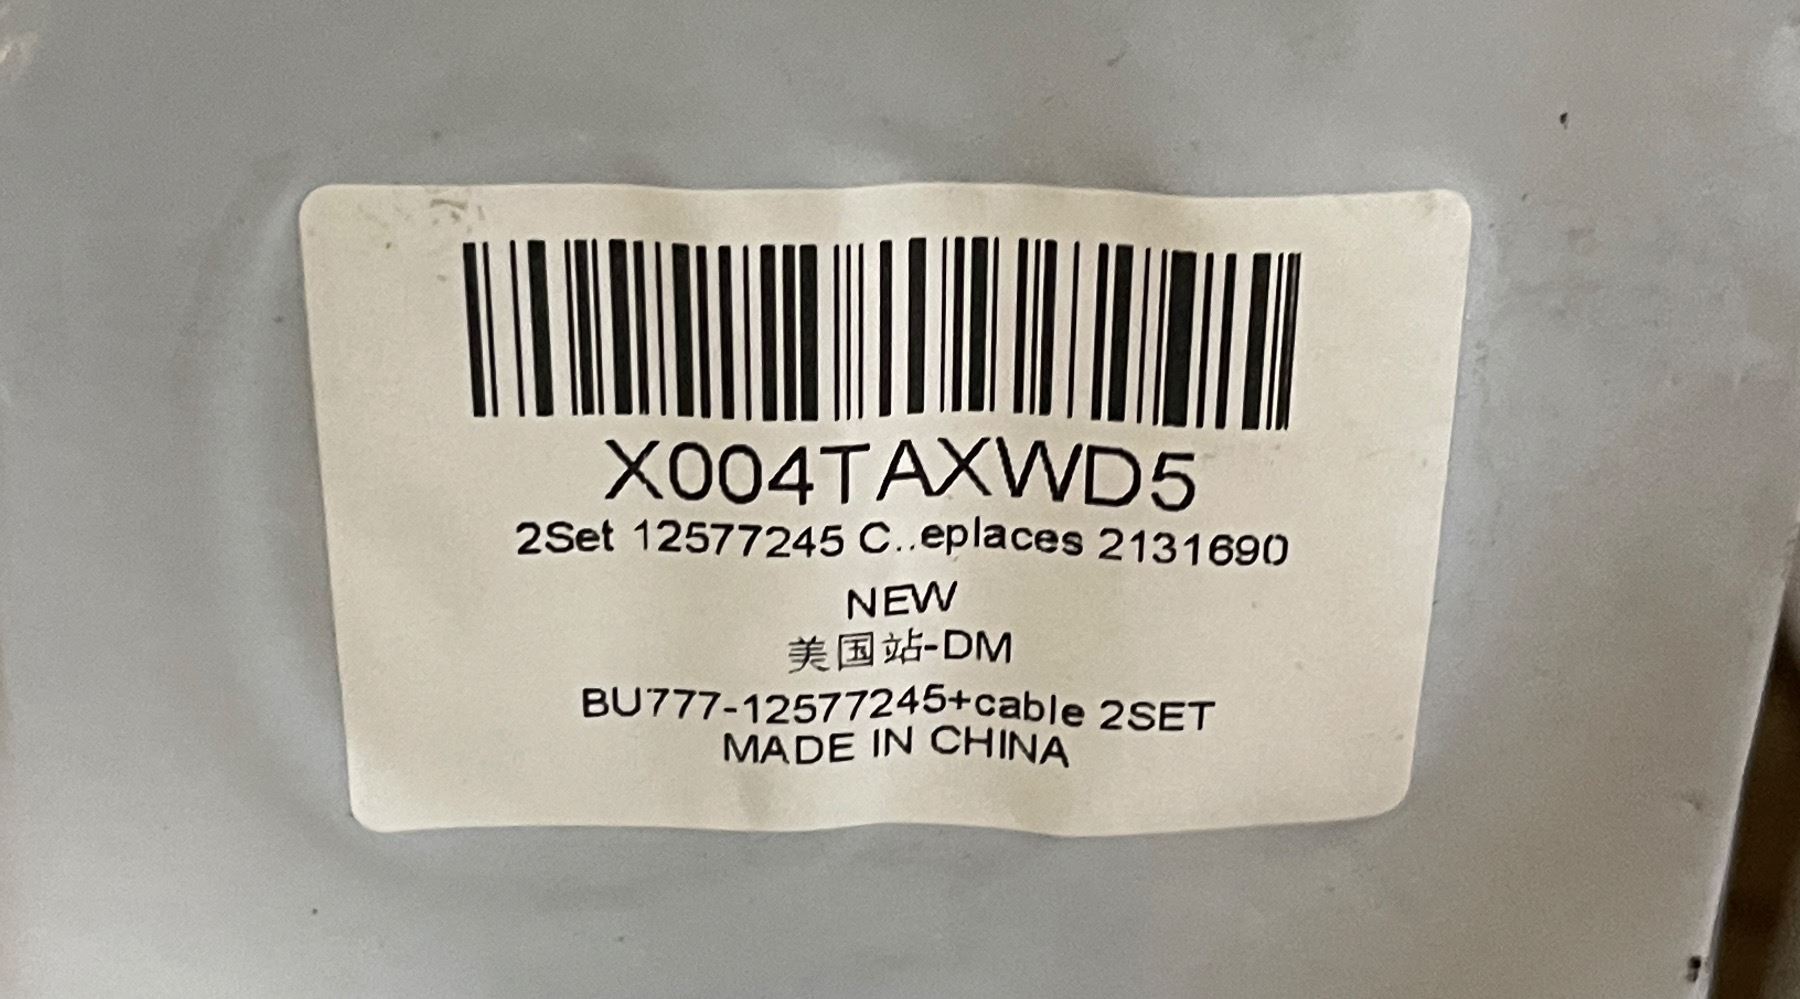 X004TAXWD5
2Set 12577245 C..eplaces 2131690
NEW
美国站-DM
BU777-12577245+cable 2SET
MADE IN CHINA